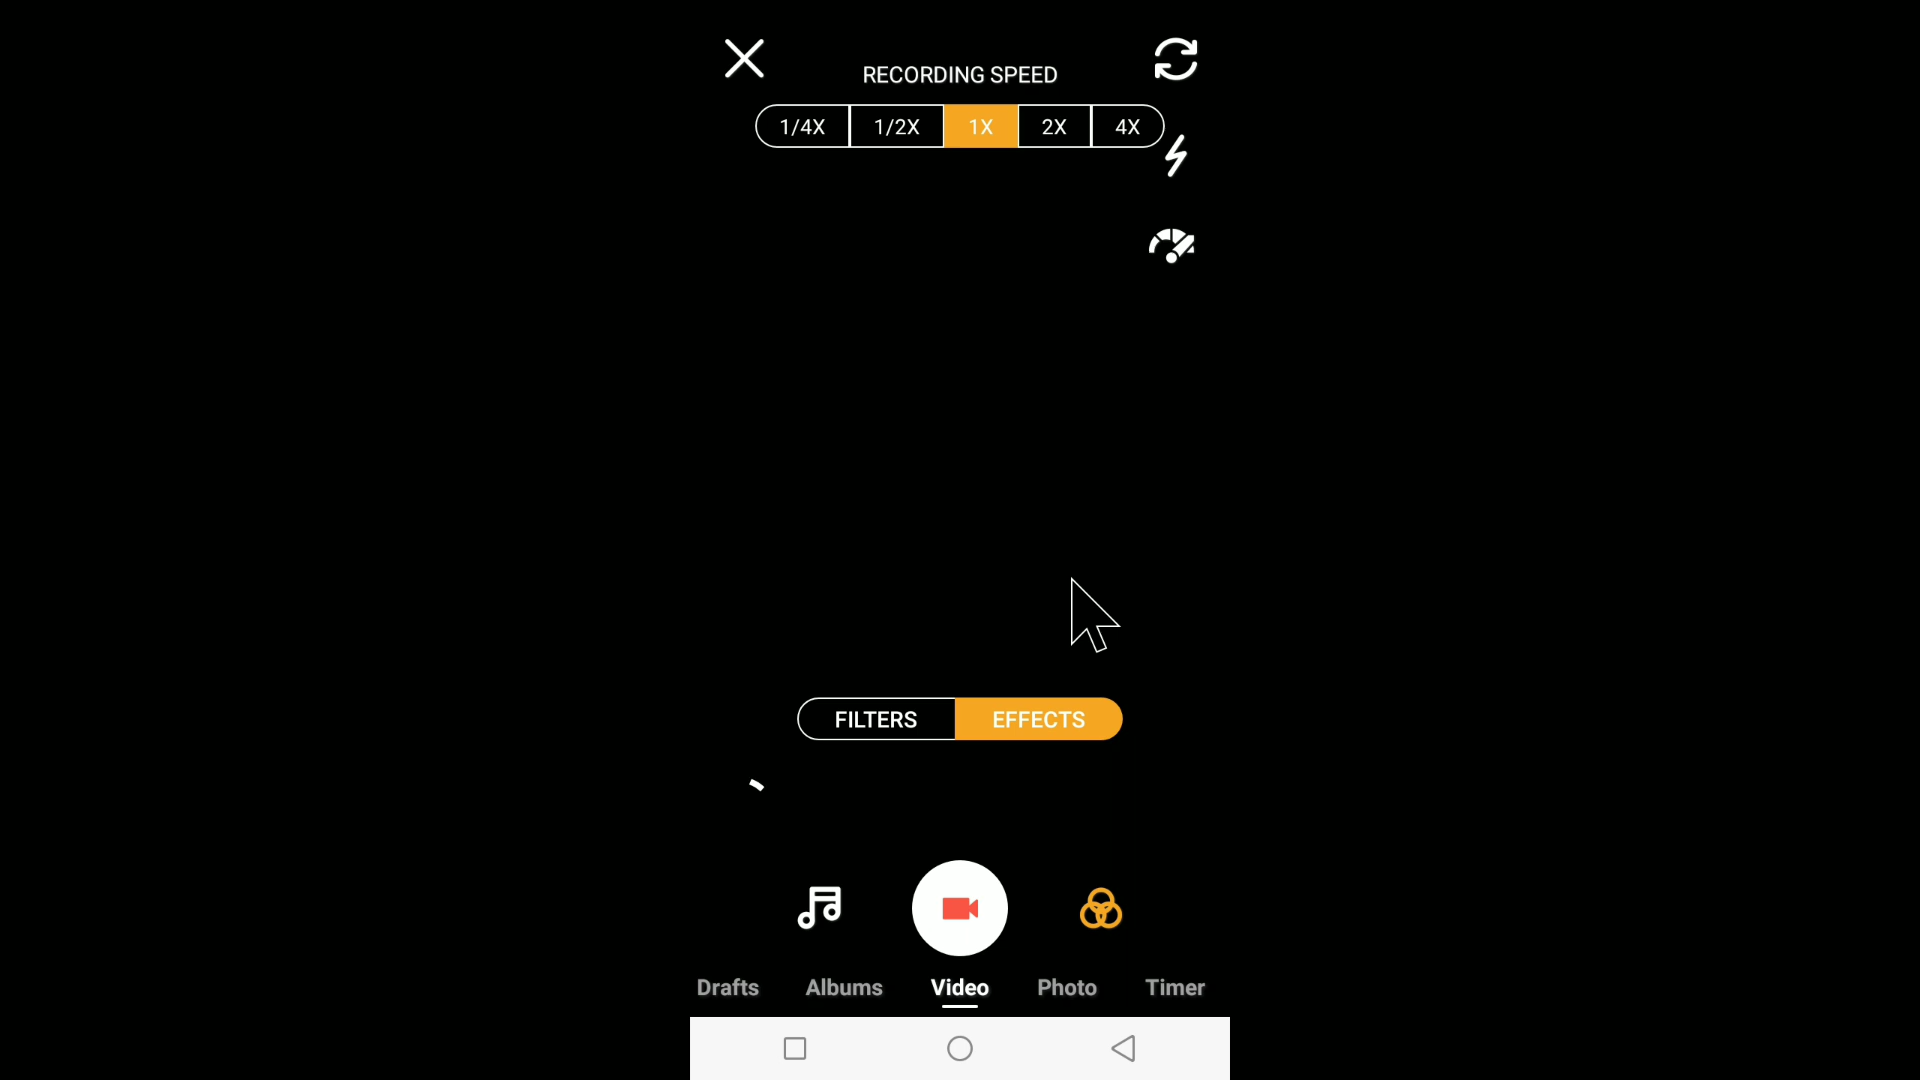 RECORDING SPEED
1/4X 1/2X 1X 2X 4X
FILTERS EFFECTS
Drafts Albums Video Photo Timer